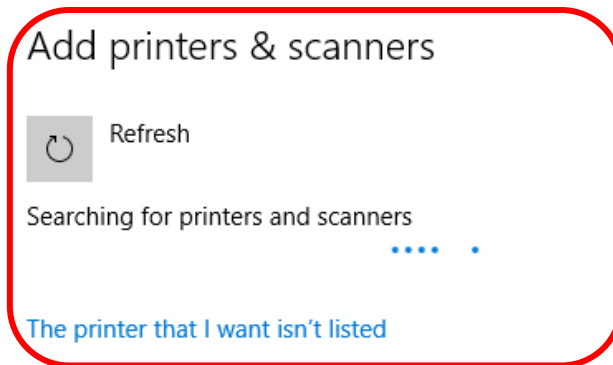 Add printers & scanners
Refresh
Searching for printers and scanners
The printer that I want isn’t listed